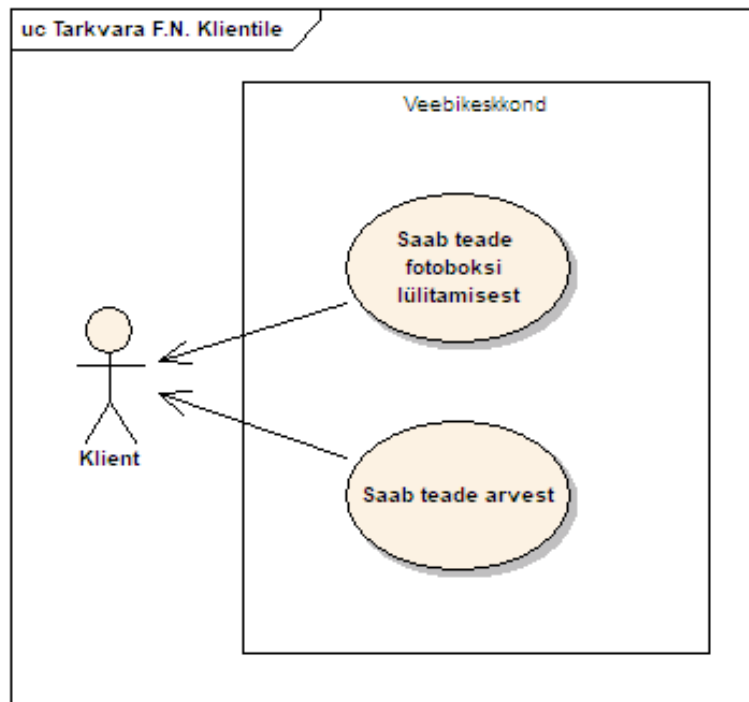 uc Tarkvara F.N. Klientile
Veebikeskkond
Saab teade
fotoboksi
lülitamisest
Klient
Saab teade arvest